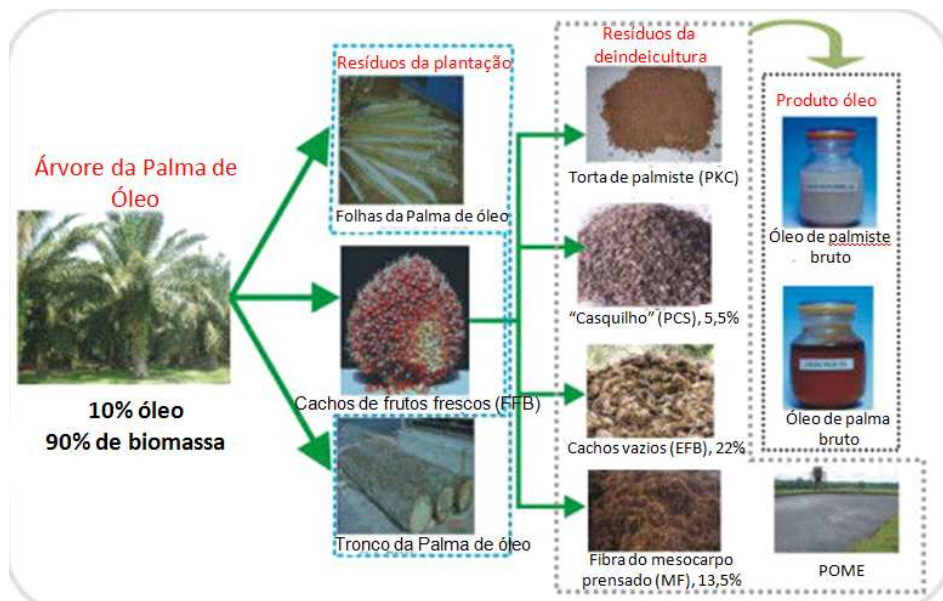 Árvore da Palma de
Óleo
10% óleo
90% de biomassa
Resíduos da plantação
Folhas da Palma de óleo
Cachos de frutos frescos (FFB)
Tronco da Palma de óleo
Resíduos da
deindeicultura
Torta de palmiste (PKC)
“Casquilho” (PCS), 5,5%
Cachos vazios (EFB), 22%
Fibra do mesocarpo
prensado (MF), 13,5%
Produto óleo
Óleo de palmiste
bruto
Óleo de palma
bruto
POME